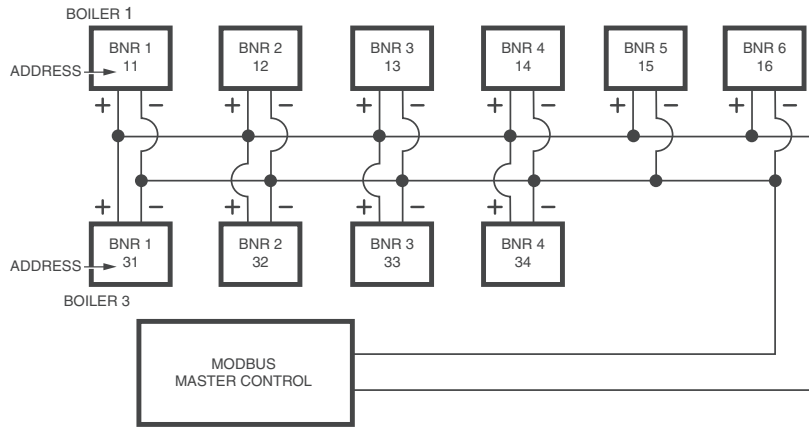 BOILER 1
BNR 1 BNR 2 BNR 3 BNR 4 BNR 5 BNR 6
ADDRESS 11 12 13 14 15 16
+ − + − + − + − + − + −
+ − + − + − + −
BNR 1 BNR 2 BNR 3 BNR 4
ADDRESS 31 32 33 34
BOILER 3
MODBUS
MASTER CONTROL